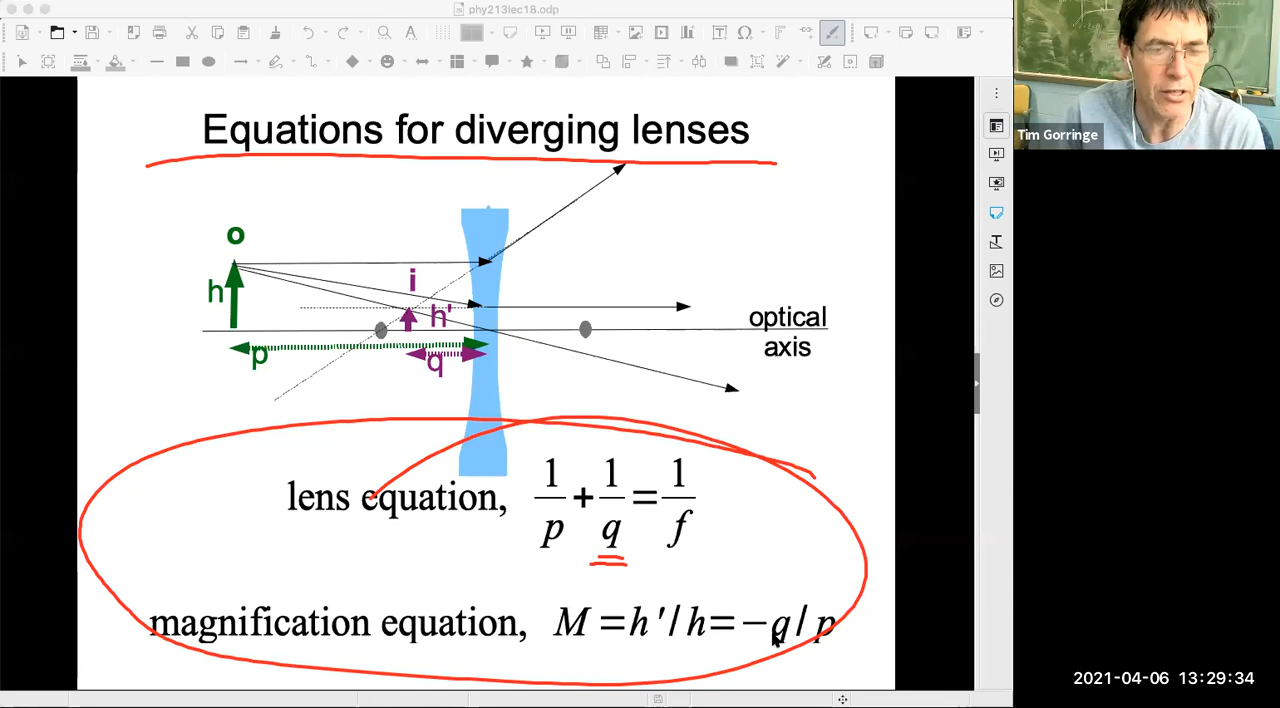 phy213lec18.odp
Tim Gorringe
Equations for diverging lenses
o
h
i
h'
p
q
optical
axis
lens equation, 1/p + 1/q = 1/f
magnification equation, M = h'/h = −q/p
2021-04-06 13:29:34